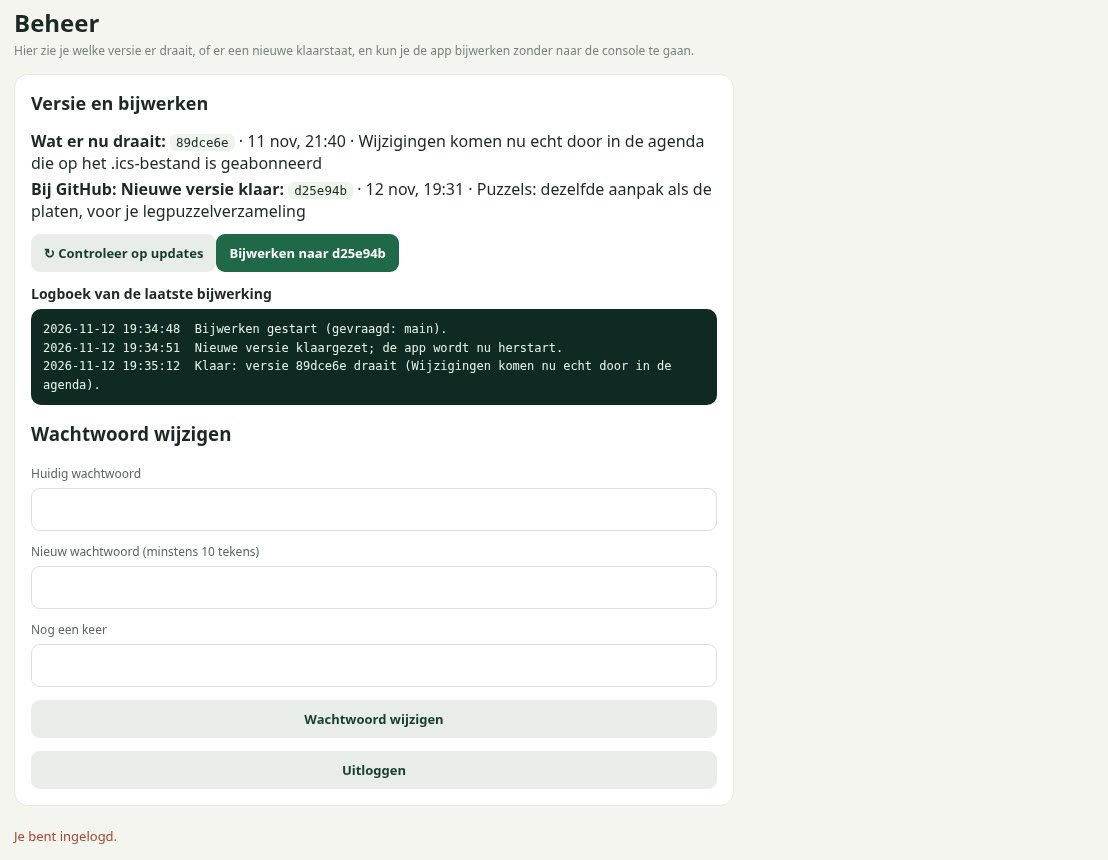 Beheer
Hier zie je welke versie er draait, of er een nieuwe klaarstaat, en kun je de app bijwerken zonder naar de console te gaan.
Versie en bijwerken
Wat er nu draait: 89dce6e · 11 nov, 21:40 · Wijzigingen komen nu echt door in de agenda
die op het .ics-bestand is geabonneerd
Bij GitHub: Nieuwe versie klaar: d25e94b · 12 nov, 19:31 · Puzzels: dezelfde aanpak als de
platen, voor je legpuzzelverzameling
↻ Controleer op updates Bijwerken naar d25e94b
Logboek van de laatste bijwerking
2026-11-12 19:34:48  Bijwerken gestart (gevraagd: main).
2026-11-12 19:34:51  Nieuwe versie klaargezet; de app wordt nu herstart.
2026-11-12 19:35:12  Klaar: versie 89dce6e draait (Wijzigingen komen nu echt door in de
agenda).
Wachtwoord wijzigen
Huidig wachtwoord
Nieuw wachtwoord (minstens 10 tekens)
Nog een keer
Wachtwoord wijzigen
Uitloggen
Je bent ingelogd.